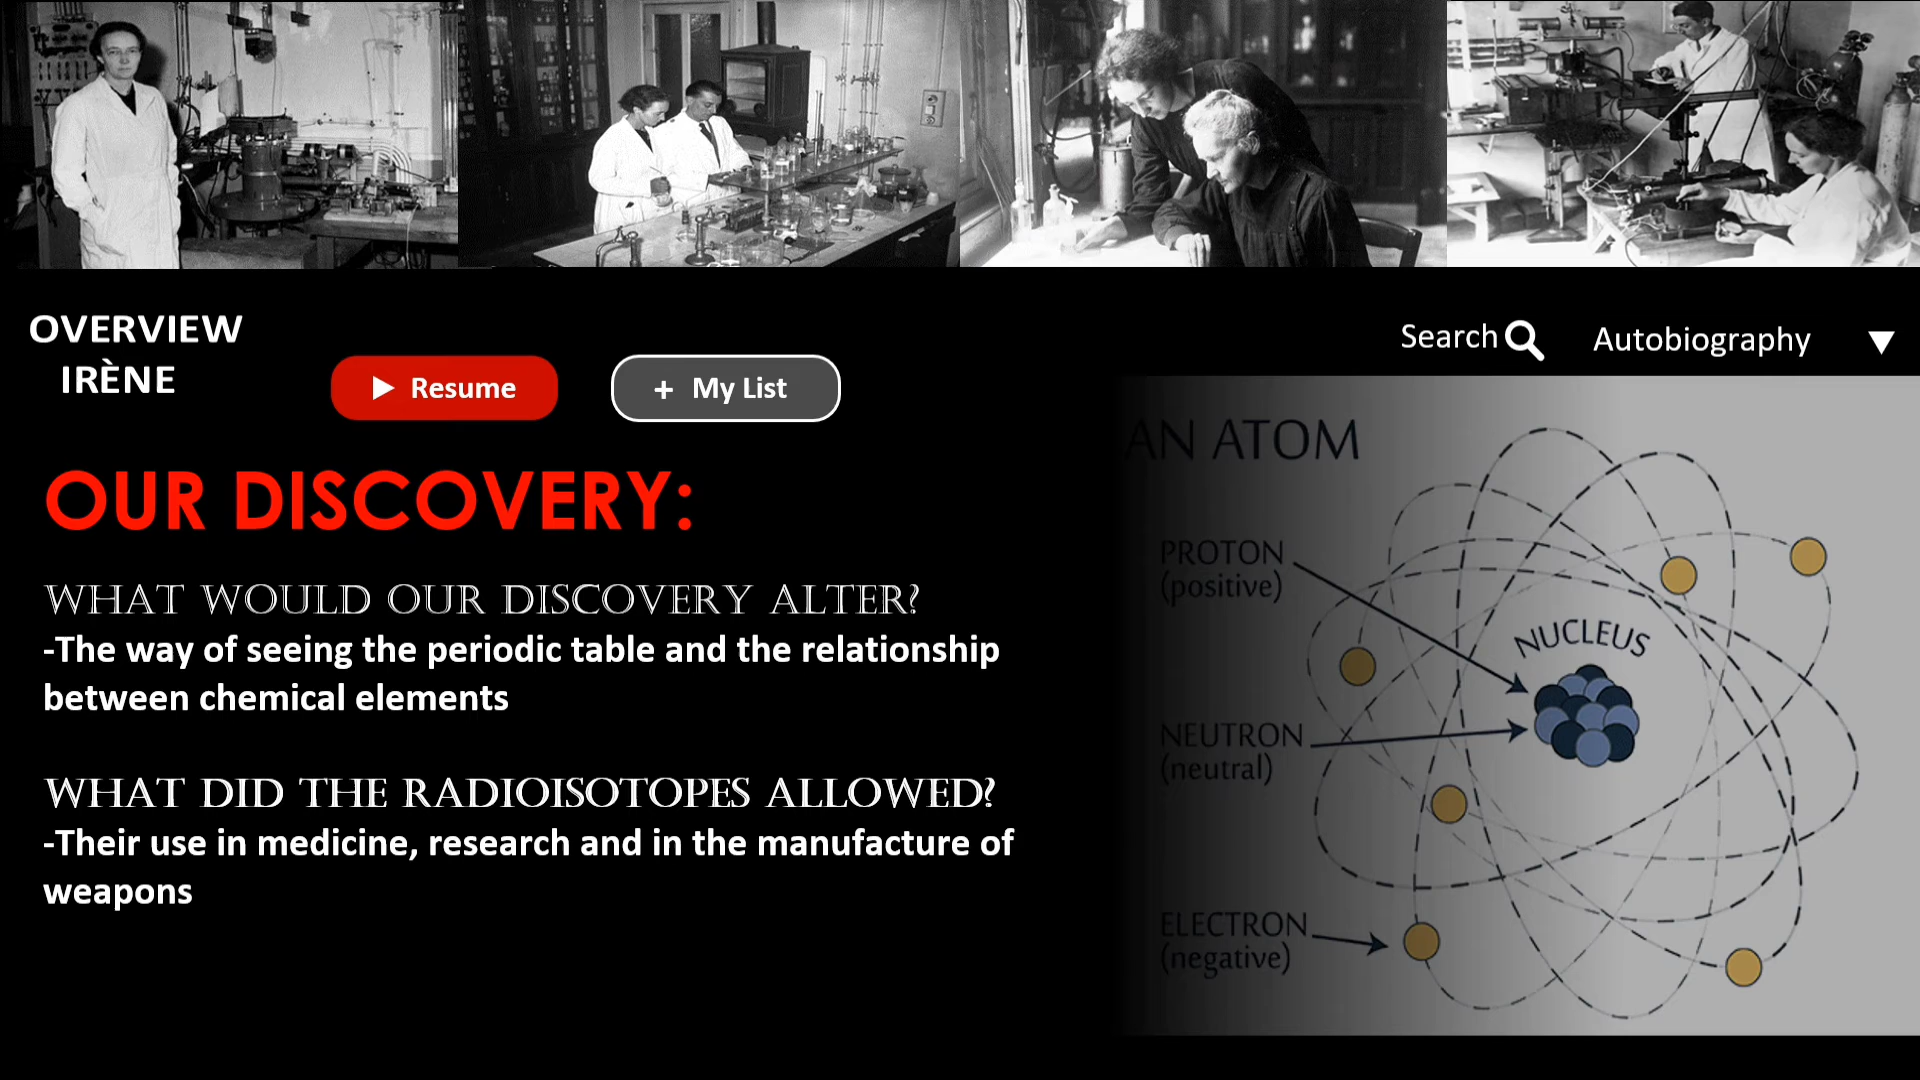 OVERVIEW
IRÈNE
Resume
+ My List
Search
Autobiography
OUR DISCOVERY:
WHAT WOULD OUR DISCOVERY ALTER?
-The way of seeing the periodic table and the relationship
between chemical elements
WHAT DID THE RADIOISOTOPES ALLOWED?
-Their use in medicine, research and in the manufacture of
weapons
AN ATOM
PROTON
(positive)
NUCLEUS
NEUTRON
(neutral)
ELECTRON
(negative)